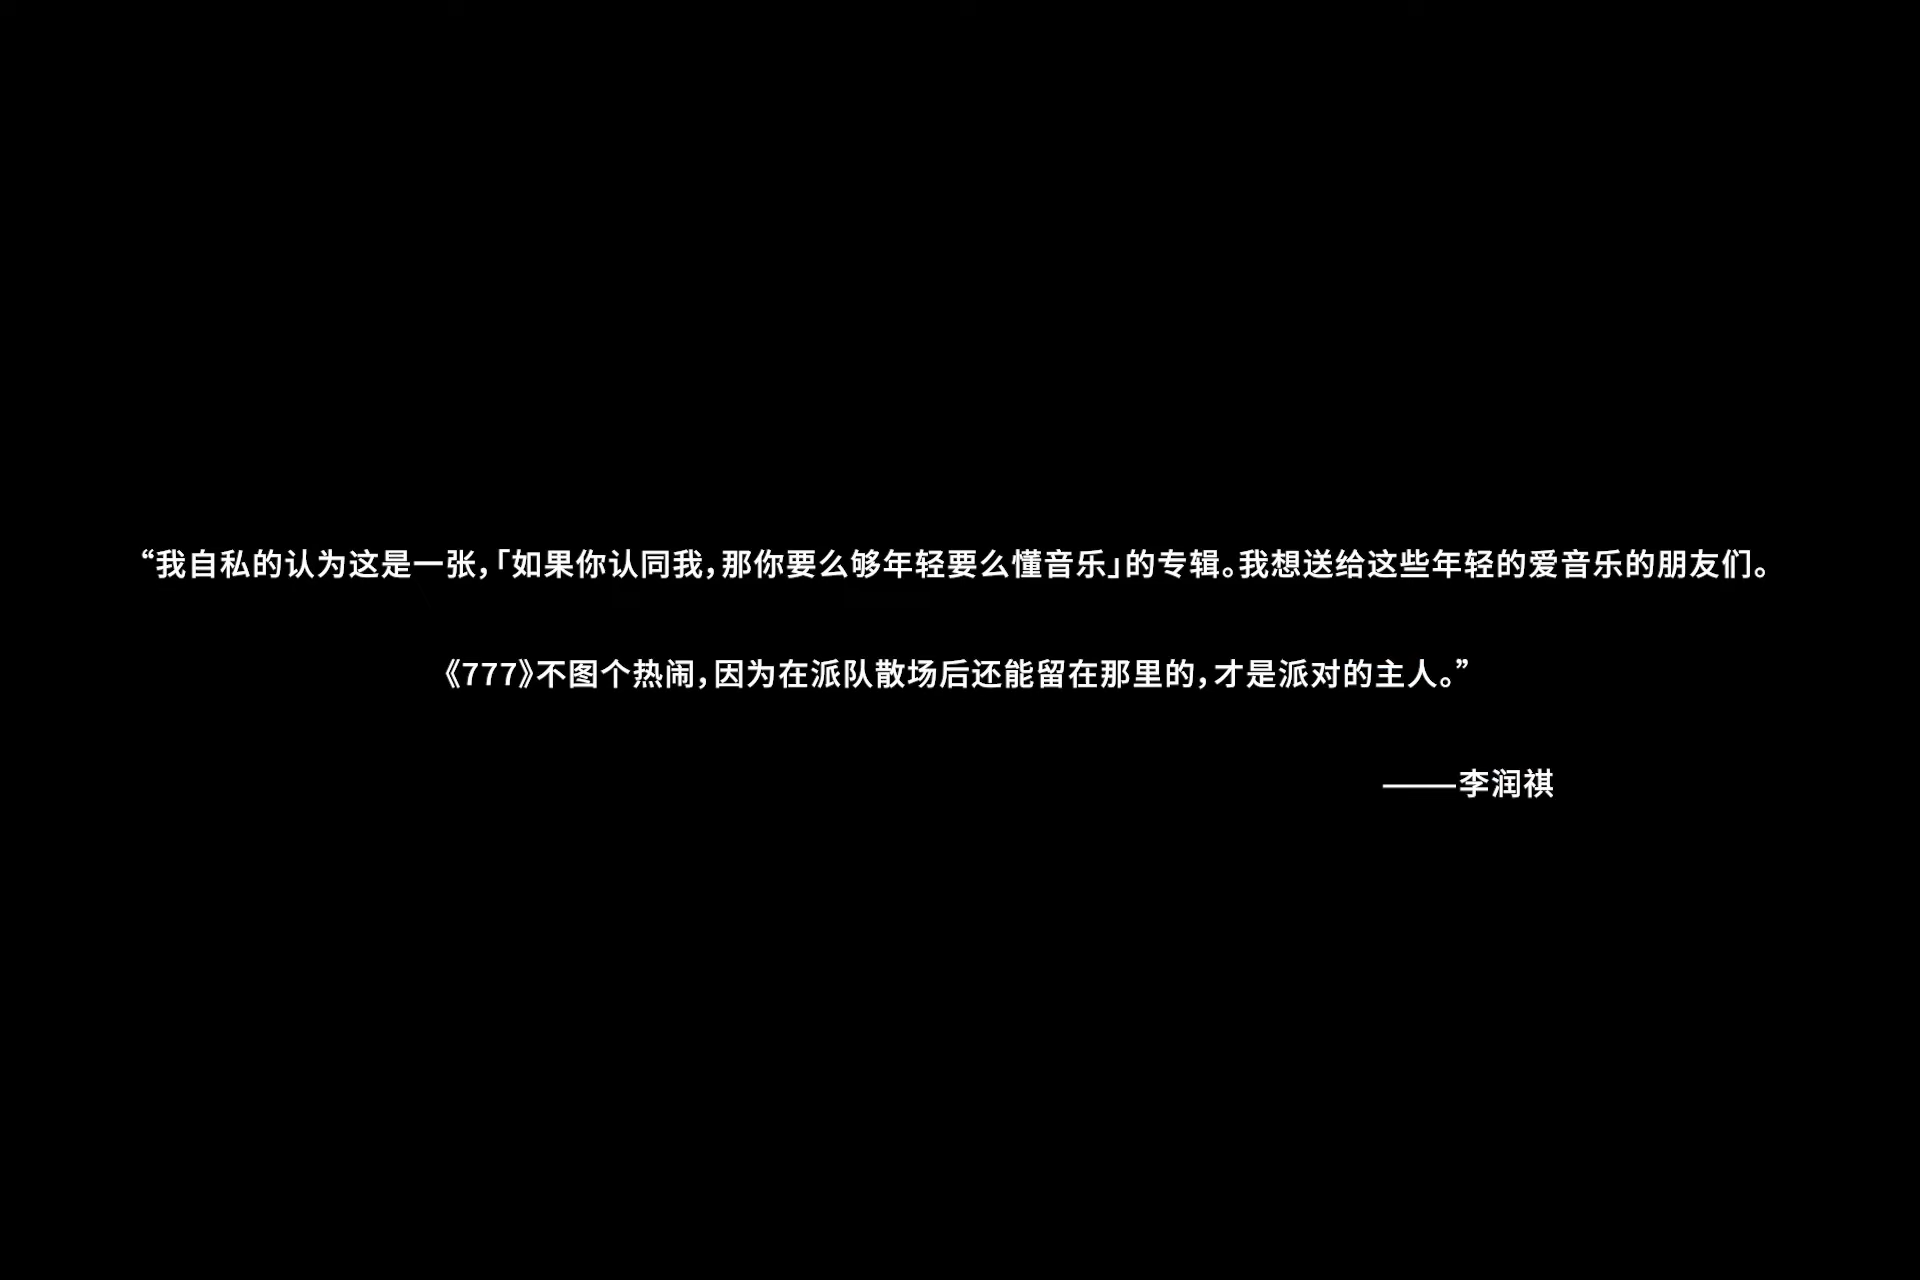 “我自私的认为这是一张，「如果你认同我，那你要么够年轻要么懂音乐」的专辑。我想送给这些年轻的爱音乐的朋友们。
《777》不图个热闹，因为在派队散场后还能留在那里的，才是派对的主人。”
——李润祺